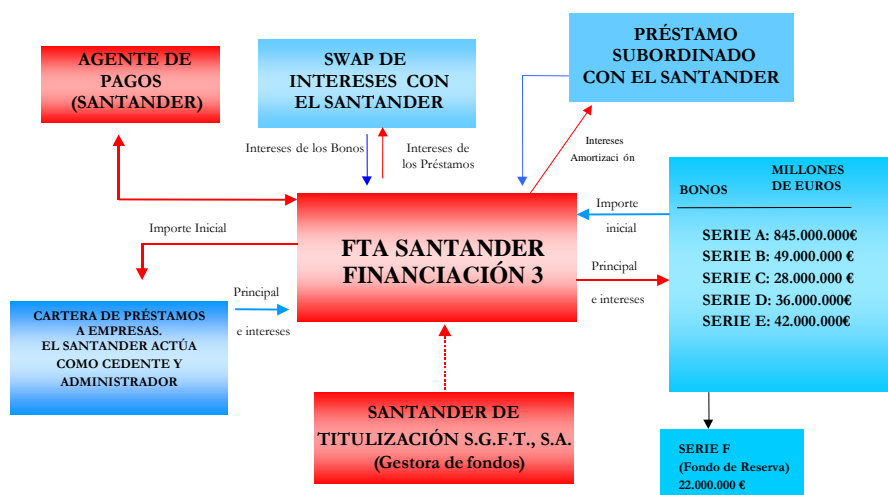 AGENTE DE
PAGOS
(SANTANDER)
SWAP DE
INTERESES CON
EL SANTANDER
PRÉSTAMO
SUBORDINADO
CON EL SANTANDER
Intereses de los Bonos
Intereses de
los Préstamos
Intereses
Amortizci ón
MILLONES
DE EUROS
BONOS
SERIE A: 845.000.000€
SERIE B: 49.000.000 €
SERIE C: 28.000.000 €
SERIE D: 36.000.000€
SERIE E: 42.000.000€
Importe
inicial
Principal
e intereses
FTA SANTANDER
FINANCIACIÓN 3
Importe Inicial
Principal
e intereses
CARTERA DE PRÉSTAMOS
A EMPRESAS.
EL SANTANDER ACTÚA
COMO CEDENTE Y
ADMINISTRADOR
SANTANDER DE
TITULIZACIÓN S.G.F.T., S.A.
(Gestora de fondos)
SERIE F
(Fondo de Reserva)
22.000.000 €